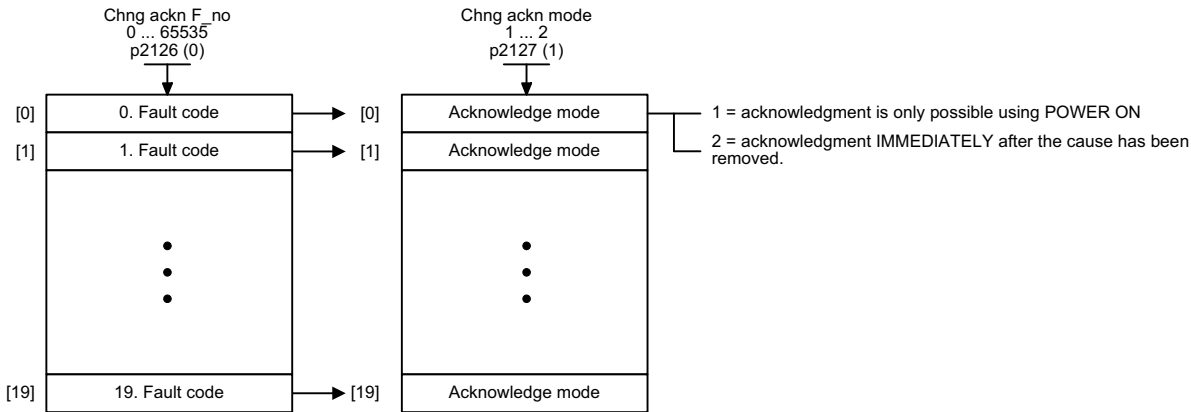 Chng ackn F_no
0 ... 65535
p2126 (0)
Chng ackn mode
1 ... 2
p2127 (1)
[0] 0. Fault code [0] Acknowledge mode 1 = acknowledgment is only possible using POWER ON
[1] 1. Fault code [1] Acknowledge mode 2 = acknowledgment IMMEDIATELY after the cause has been
removed.
[19] 19. Fault code [19] Acknowledge mode